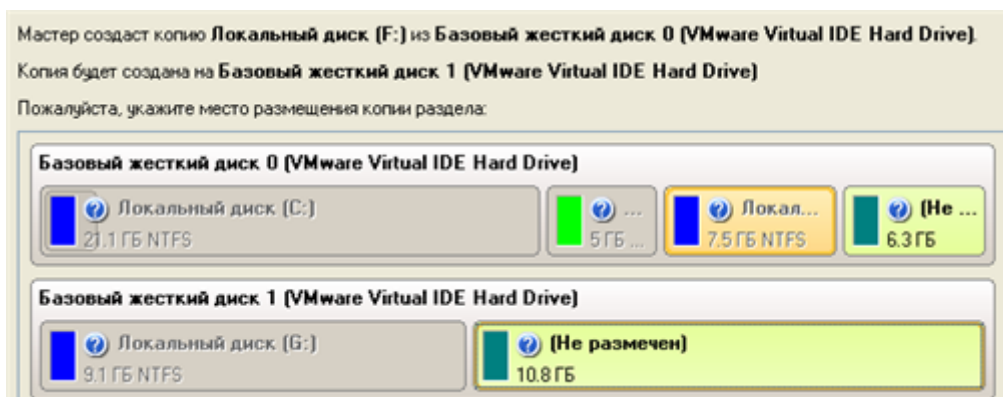 Мастер создаст копию Локальный диск (F:) из Базовый жесткий диск 0 (VMware Virtual IDE Hard Drive).
Копия будет создана на Базовый жесткий диск 1 (VMware Virtual IDE Hard Drive)
Пожалуйста, укажите место размещения копии раздела:
Базовый жесткий диск 0 (VMware Virtual IDE Hard Drive)
Локальный диск (C:)
21.1 ГБ NTFS
...
5 ГБ ...
Локал...
7.5 ГБ NTFS
(Не ...
6.3 ГБ
Базовый жесткий диск 1 (VMware Virtual IDE Hard Drive)
Локальный диск (G:)
9.1 ГБ NTFS
(Не размечен)
10.8 ГБ